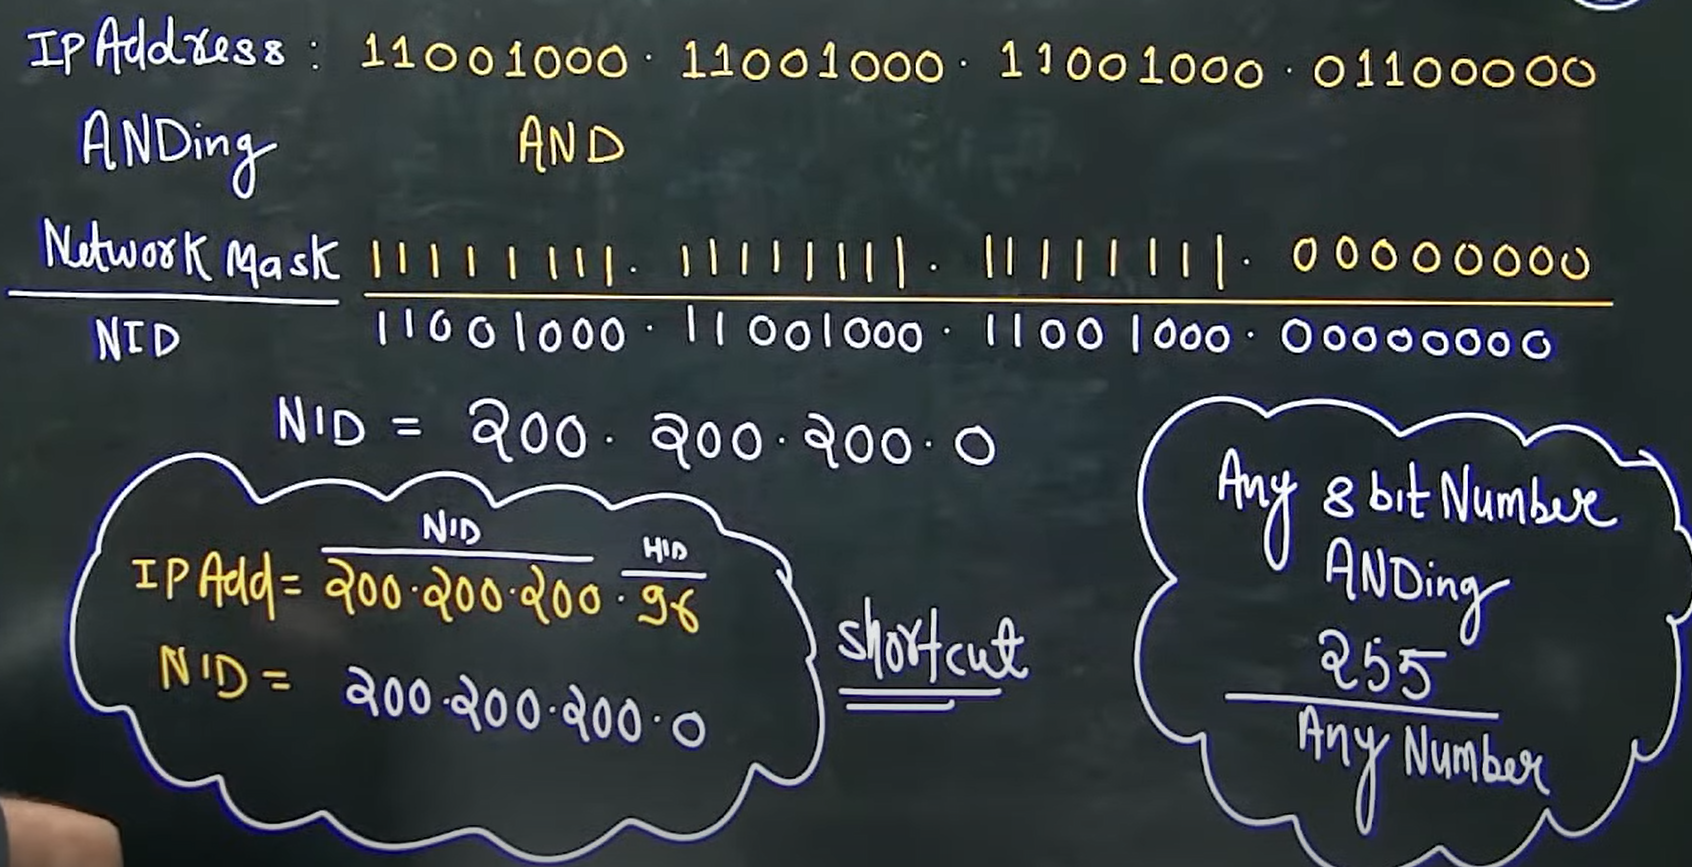 IP Address : 11001000 . 11001000 . 11001000 . 01100000
ANDing AND
Network Mask 11111111 . 11111111 . 11111111 . 00000000
NID 11001000 . 11001000 . 11001000 . 00000000
NID = 200 . 200 . 200 . 0
NID HID
IP Add = 200 . 200 . 200 . 96
NID = 200 . 200 . 200 . 0
shortcut
Any 8 bit Number
ANDing
255
Any Number